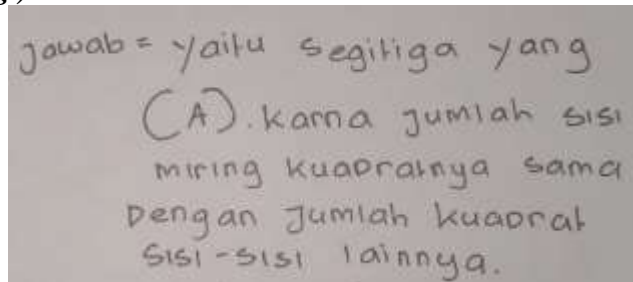 Jawab = yaitu segitiga yang
(A). karna jumlah sisi
miring kuadratnya sama
Dengan Jumlah kuadrat
sisi-sisi lainnya.